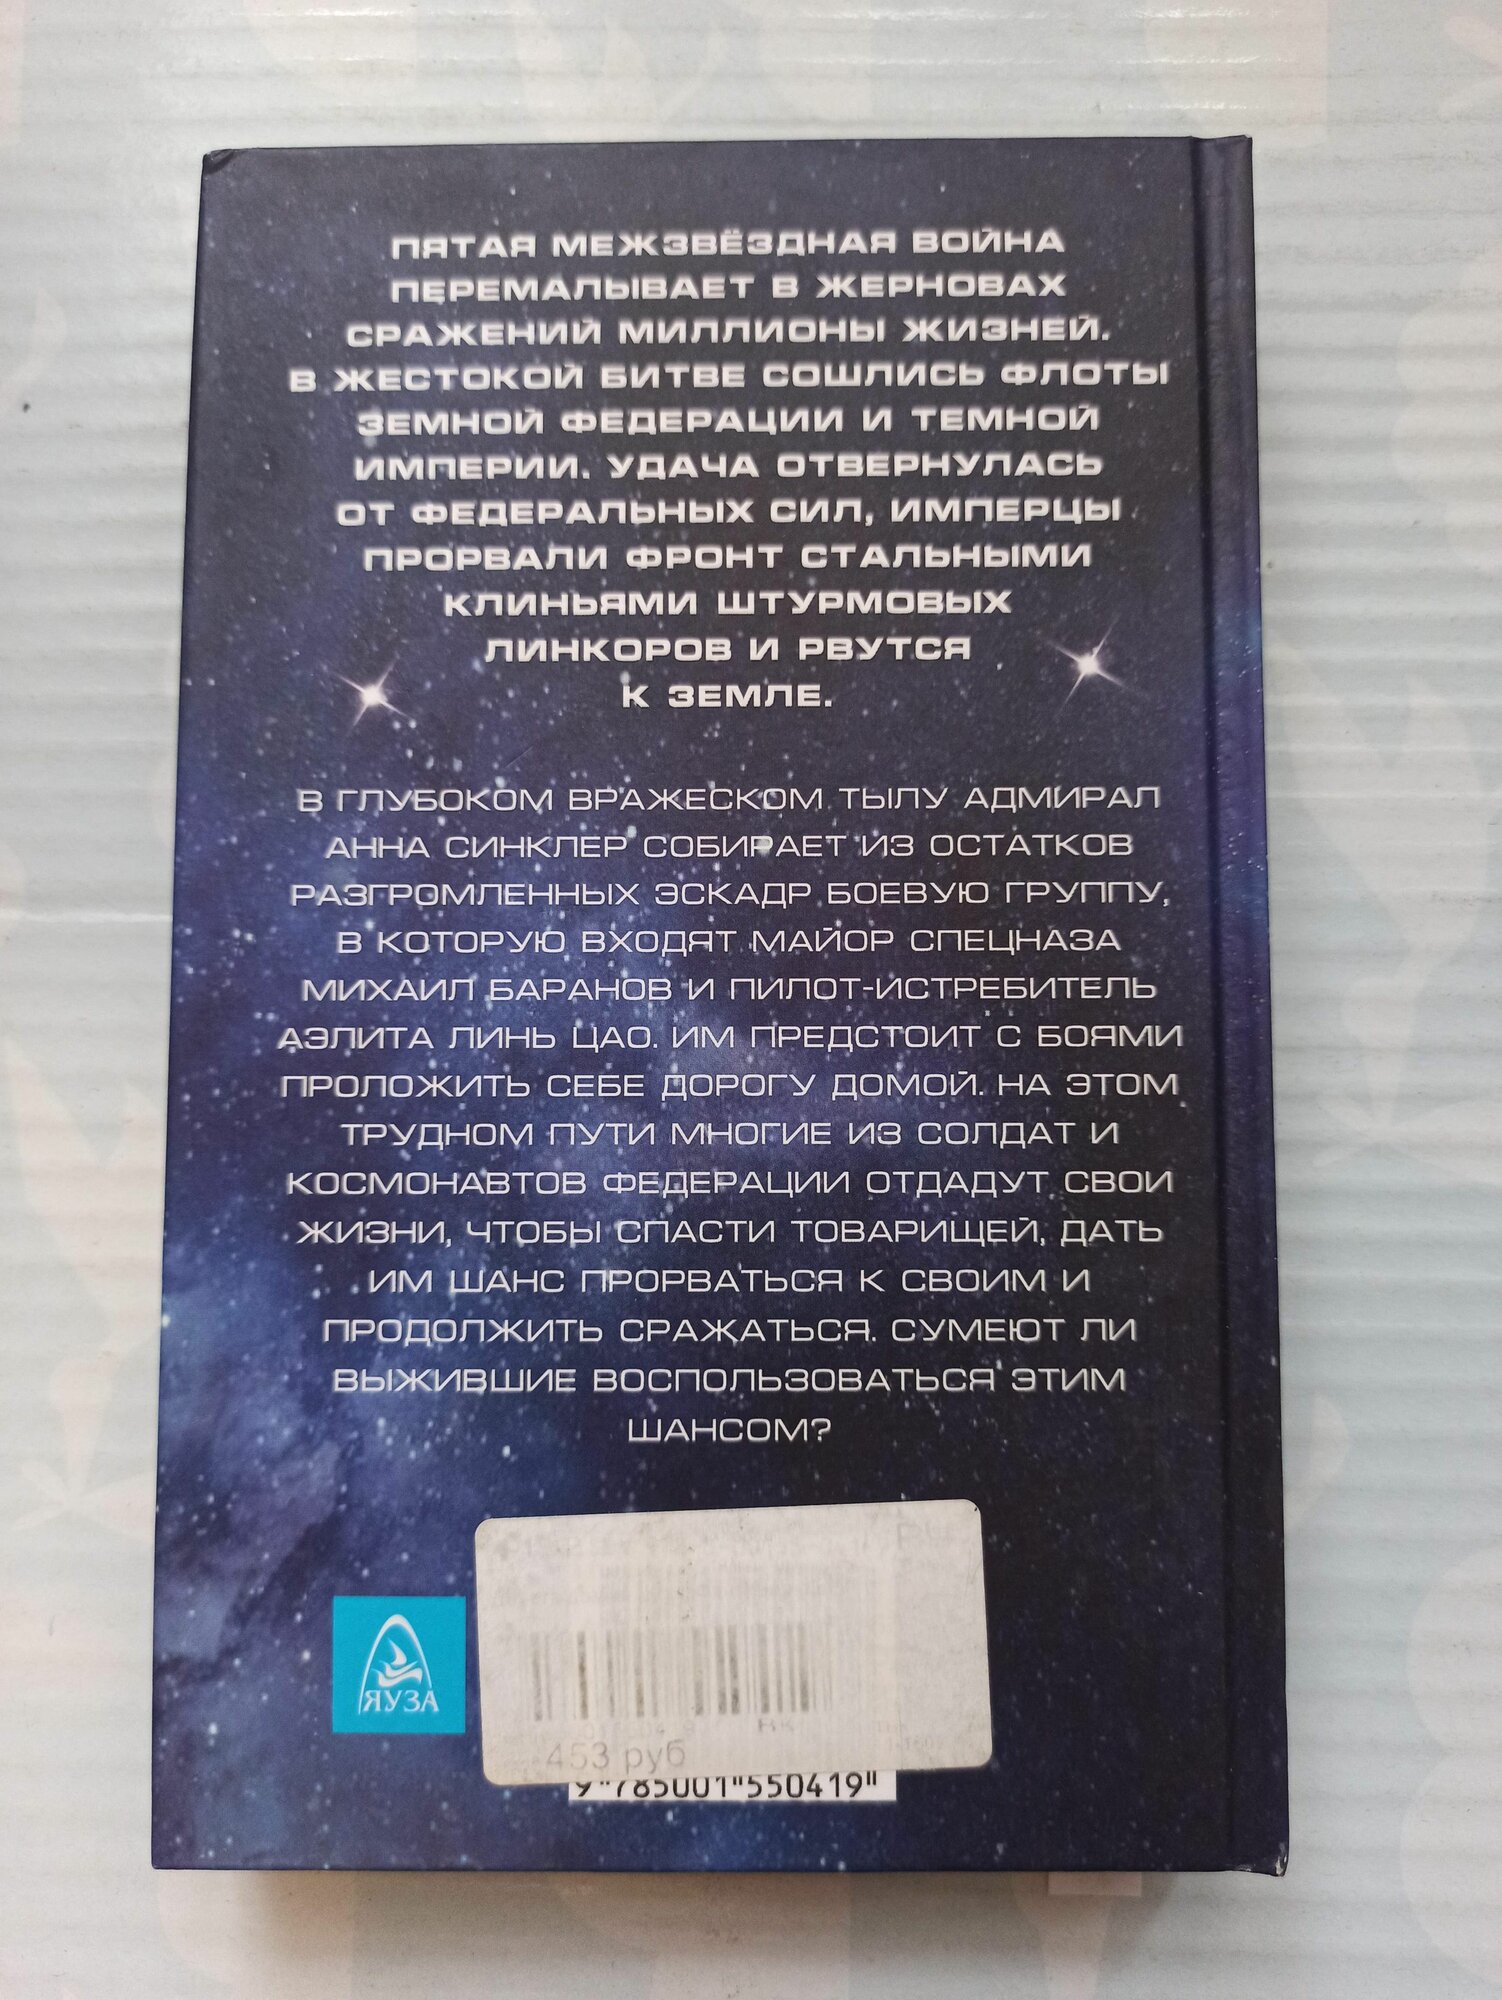 ПЯТАЯ МЕЖЗВЁЗДНАЯ ВОЙНА
ПЕРЕМАЛЫВАЕТ В ЖЕРНОВАХ
СРАЖЕНИЙ МИЛЛИОНЫ ЖИЗНЕЙ.
В ЖЕСТОКОЙ БИТВЕ СОШЛИСЬ ФЛОТЫ
ЗЕМНОЙ ФЕДЕРАЦИИ И ТЕМНОЙ
ИМПЕРИИ. УДАЧА ОТВЕРНУЛАСЬ
ОТ ФЕДЕРАЛЬНЫХ СИЛ, ИМПЕРЦЫ
ПРОРВАЛИ ФРОНТ СТАЛЬНЫМИ
КЛИНЬЯМИ ШТУРМОВЫХ
ЛИНКОРОВ И РВУТСЯ
К ЗЕМЛЕ.
В ГЛУБОКОМ ВРАЖЕСКОМ ТЫЛУ АДМИРАЛ
АННА СИНКЛЕР СОБИРАЕТ ИЗ ОСТАТКОВ
РАЗГРОМЛЕННЫХ ЭСКАДР БОЕВУЮ ГРУППУ,
В КОТОРУЮ ВХОДЯТ МАЙОР СПЕЦНАЗА
МИХАИЛ БАРАНОВ И ПИЛОТ-ИСТРЕБИТЕЛЬ
АЭЛИТА ЛИНЬ ЦАО. ИМ ПРЕДСТОИТ С БОЯМИ
ПРОЛОЖИТЬ СЕБЕ ДОРОГУ ДОМОЙ. НА ЭТОМ
ТРУДНОМ ПУТИ МНОГИЕ ИЗ СОЛДАТ И
КОСМОНАВТОВ ФЕДЕРАЦИИ ОТДАДУТ СВОИ
ЖИЗНИ, ЧТОБЫ СПАСТИ ТОВАРИЩЕЙ, ДАТЬ
ИМ ШАНС ПРОРВАТЬСЯ К СВОИМ И
ПРОДОЛЖИТЬ СРАЖАТЬСЯ. СУМЕЮТ ЛИ
ВЫЖИВШИЕ ВОСПОЛЬЗОВАТЬСЯ ЭТИМ
ШАНСОМ?
ЯУЗА
453 руб
9"785001"550419"